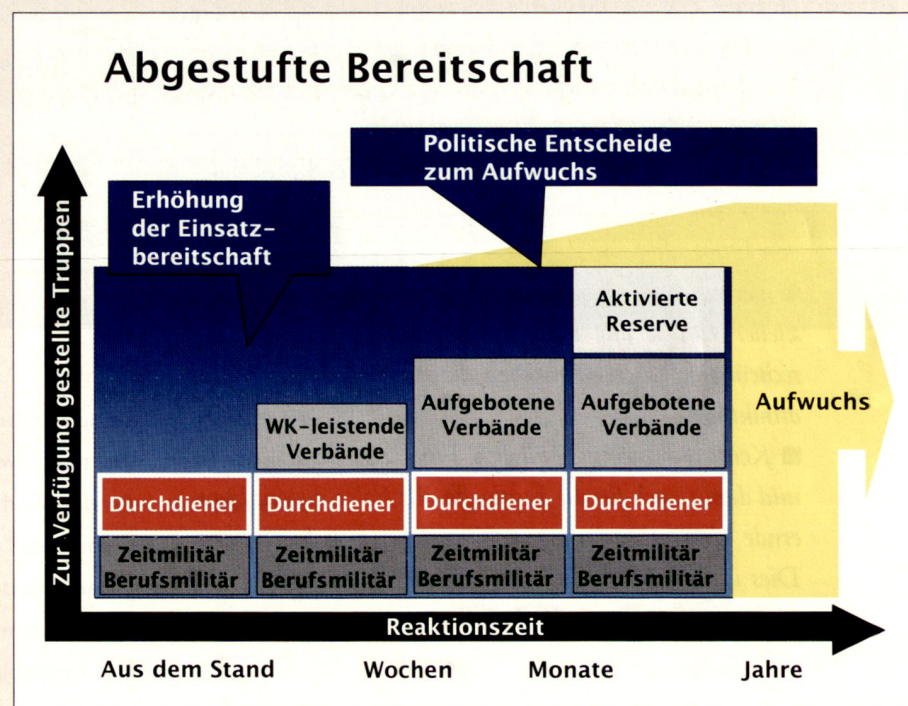 Abgestufte Bereitschaft
Politische Entscheide
zum Aufwuchs
Erhöhung
der Einsatz-
bereitschaft
Zur Verfügung gestellte Truppen
Aktivierte
Reserve
WK-leistende
Verbände
Aufgebotene
Verbände
Aufgebotene
Verbände
Aufwuchs
Durchdiener
Durchdiener
Durchdiener
Durchdiener
Zeitmilitär
Berufsmilitär
Zeitmilitär
Berufsmilitär
Zeitmilitär
Berufsmilitär
Zeitmilitär
Berufsmilitär
Reaktionszeit
Aus dem Stand
Wochen
Monate
Jahre